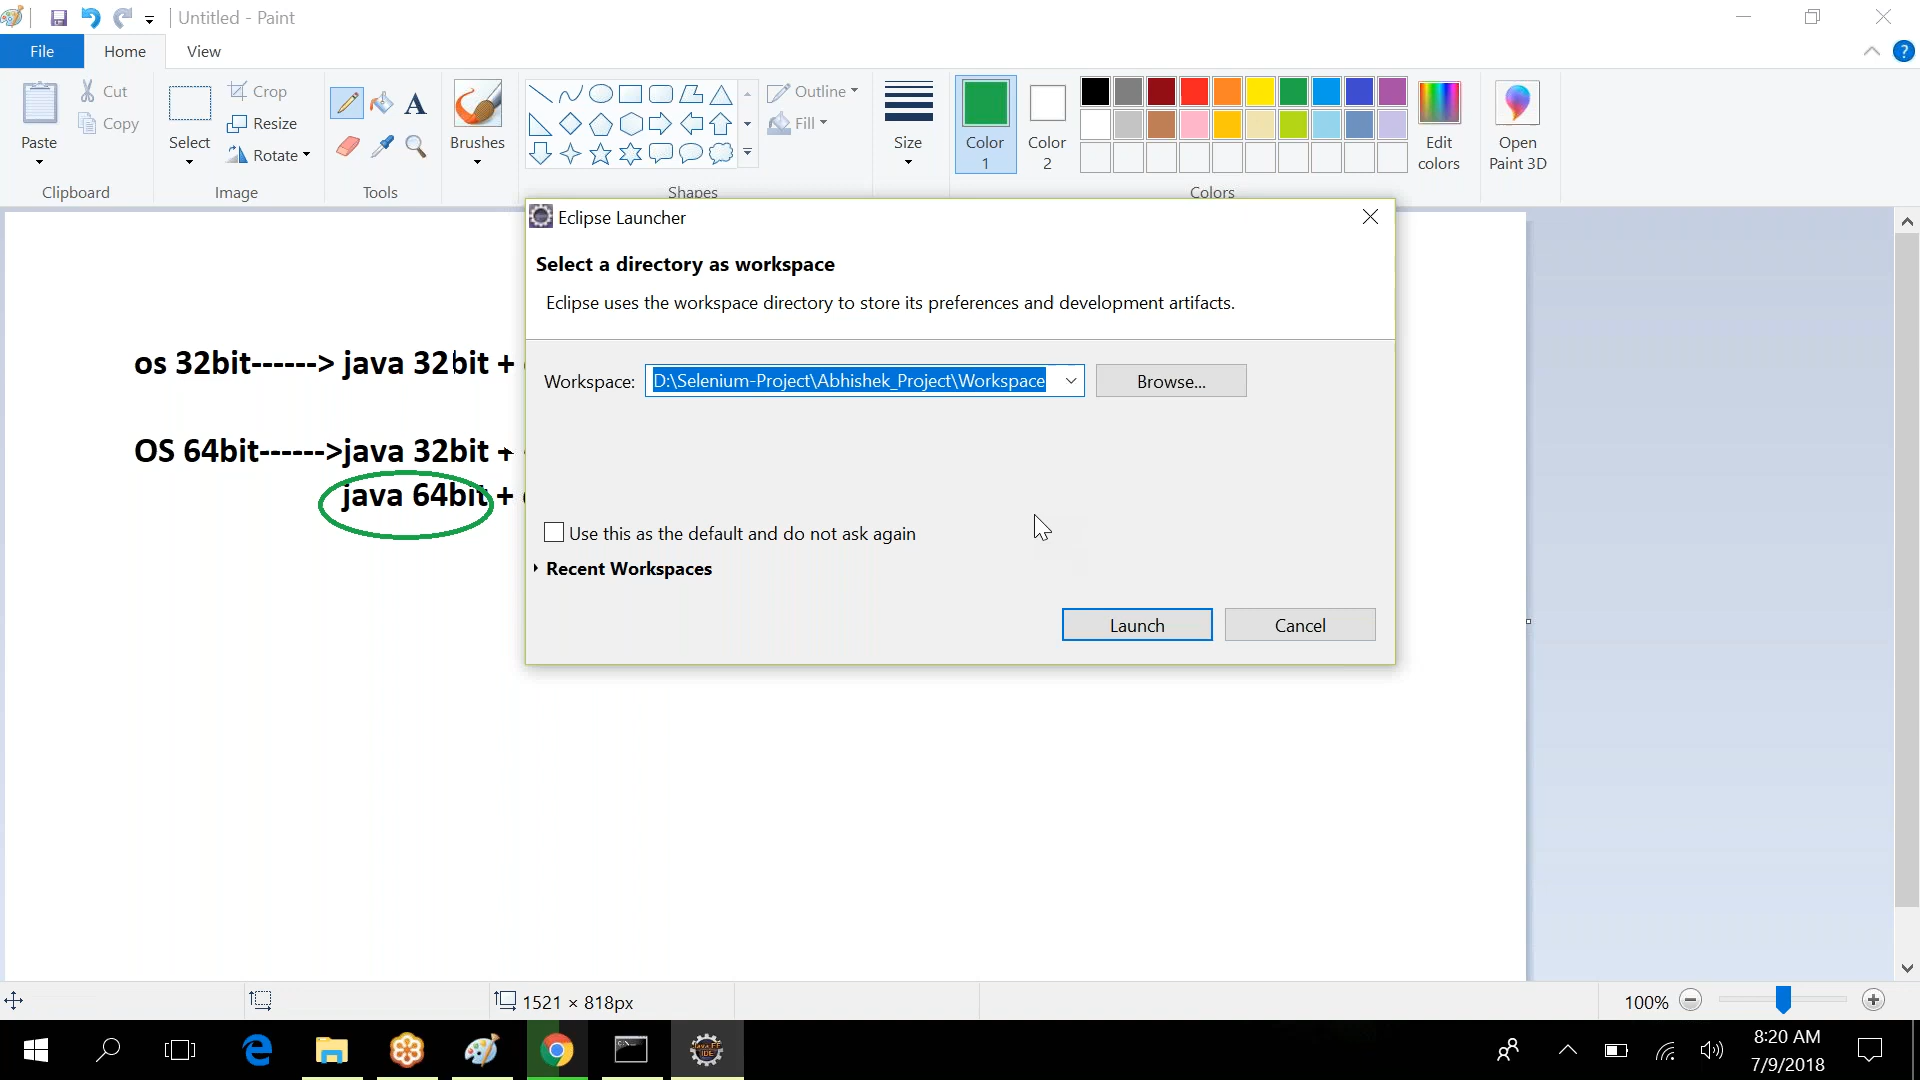 Untitled - Paint
File
Home
View
Paste
Cut
Copy
Clipboard
Select
Crop
Resize
Rotate
Image
Tools
Brushes
Shapes
Outline
Fill
Size
Color
1
Color
2
Colors
Edit
colors
Open
Paint 3D
?
Eclipse Launcher
Select a directory as workspace
Eclipse uses the workspace directory to store its preferences and development artifacts.
Workspace:
D:\Selenium-Project\Abhishek_Project\Workspace
Browse...
Use this as the default and do not ask again
Recent Workspaces
Launch
Cancel
os 32bit------> java 32bit +
OS 64bit------>java 32bit +
java 64bit +
1521 × 818px
100%
8:20 AM
7/9/2018